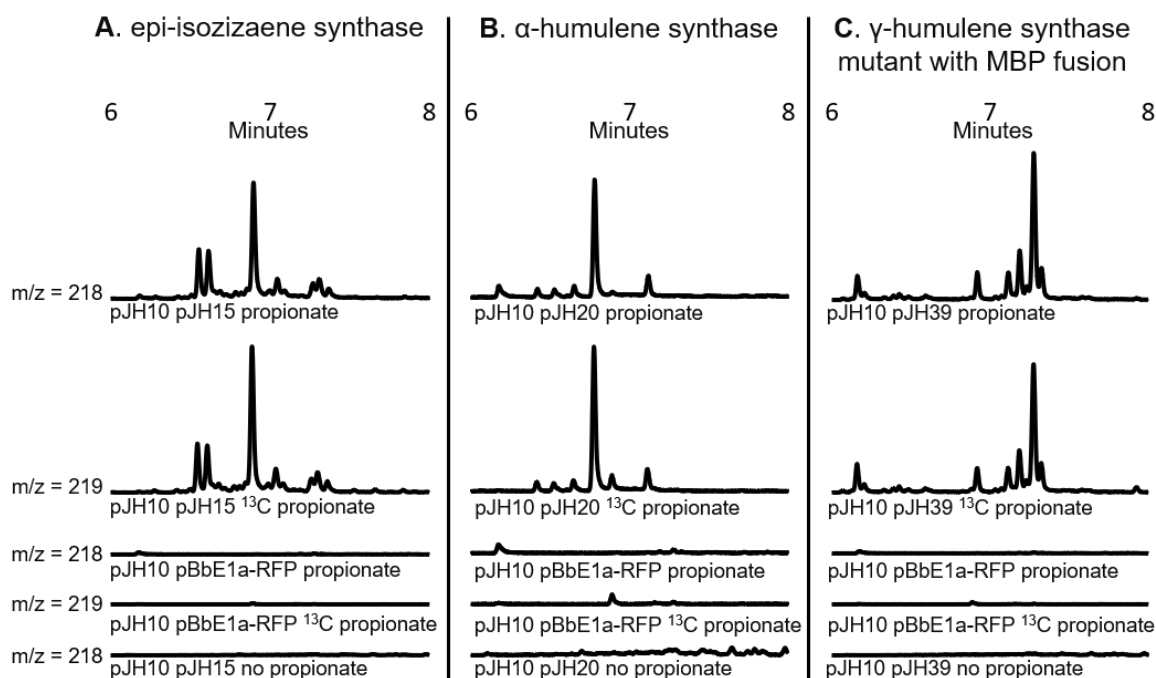 A. epi-isozizaene synthase
6 7 8
Minutes
m/z = 218
pJH10 pJH15 propionate
m/z = 219
pJH10 pJH15 ¹³C propionate
m/z = 218
pJH10 pBbE1a-RFP propionate
m/z = 219
pJH10 pBbE1a-RFP ¹³C propionate
m/z = 218
pJH10 pJH15 no propionate
B. α-humulene synthase
6 7 8
Minutes
pJH10 pJH20 propionate
pJH10 pJH20 ¹³C propionate
pJH10 pBbE1a-RFP propionate
pJH10 pBbE1a-RFP ¹³C propionate
pJH10 pJH20 no propionate
C. γ-humulene synthase
mutant with MBP fusion
6 7 8
Minutes
pJH10 pJH39 propionate
pJH10 pJH39 ¹³C propionate
pJH10 pBbE1a-RFP propionate
pJH10 pBbE1a-RFP ¹³C propionate
pJH10 pJH39 no propionate